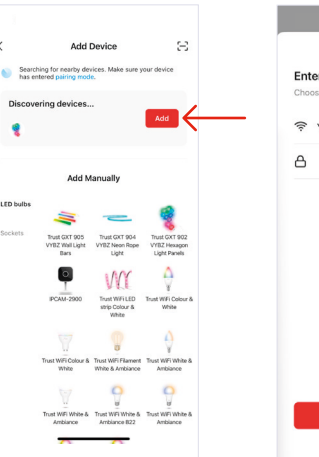 Add Device
Searching for nearby devices. Make sure your device
has entered pairing mode.
Discovering devices...
Add
Add Manually
LED bulbs
Sockets
Trust GXT 905
VYBZ Wall Light
Bars
Trust GXT 904
VYBZ Neon Rope
Light
Trust GXT 902
VYBZ Hexagon
Light Panels
IPCAM-2900
Trust WiFi LED
strip Colour &
White
Trust WiFi Colour &
White
Trust WiFi Colour &
White
Trust WiFi Filament
White & Ambiance
Trust WiFi White &
Ambiance
Trust WiFi White &
Ambiance
Trust WiFi White &
Ambiance B22
Trust WiFi White &
Ambiance